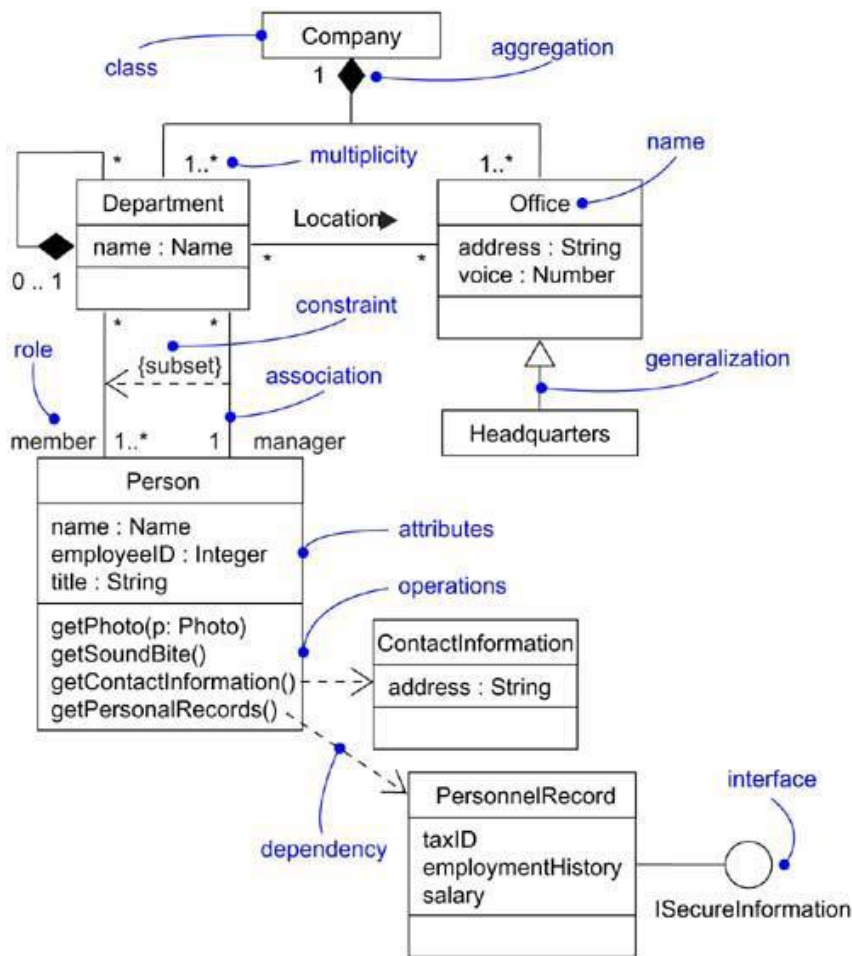 Company
class
aggregation
1
* 1..* multiplicity 1..* name
Department
Office
Location
name : Name
address : String
voice : Number
* *
0 .. 1
constraint
* *
role
{subset}
association
generalization
member 1..* 1 manager
Headquarters
Person
name : Name
employeeID : Integer
title : String
attributes
operations
getPhoto(p: Photo)
getSoundBite()
getContactInformation()
getPersonalRecords()
ContactInformation
address : String
dependency
PersonnelRecord
interface
taxID
employmentHistory
salary
ISecureInformation